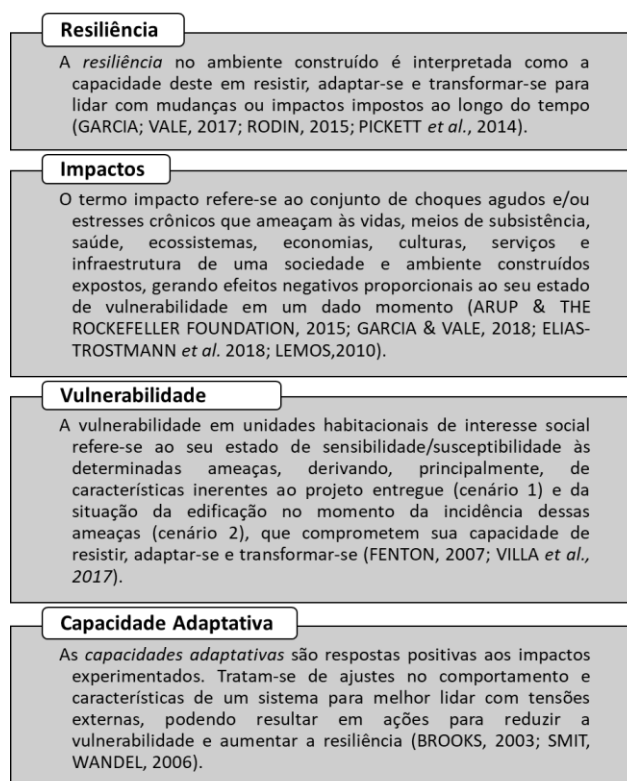 Resiliência
A resiliência no ambiente construído é interpretada como a
capacidade deste em resistir, adaptar-se e transformar-se para
lidar com mudanças ou impactos impostos ao longo do tempo
(GARCIA; VALE, 2017; RODIN, 2015; PICKETT et al., 2014).
Impactos
O termo impacto refere-se ao conjunto de choques agudos e/ou
estresses crônicos que ameaçam às vidas, meios de subsistência,
saúde, ecossistemas, economias, culturas, serviços e
infraestrutura de uma sociedade e ambiente construídos
expostos, gerando efeitos negativos proporcionais ao seu estado
de vulnerabilidade em um dado momento (ARUP & THE
ROCKEFELLER FOUNDATION, 2015; GARCIA & VALE, 2018; ELIAS-
TROSTMANN et al. 2018; LEMOS,2010).
Vulnerabilidade
A vulnerabilidade em unidades habitacionais de interesse social
refere-se ao seu estado de sensibilidade/susceptibilidade às
determinadas ameaças, derivando, principalmente, de
características inerentes ao projeto entregue (cenário 1) e da
situação da edificação no momento da incidência dessas
ameaças (cenário 2), que comprometem sua capacidade de
resistir, adaptar-se e transformar-se (FENTON, 2007; VILLA et al.,
2017).
Capacidade Adaptativa
As capacidades adaptativas são respostas positivas aos impactos
experimentados. Tratam-se de ajustes no comportamento e
características de um sistema para melhor lidar com tensões
externas, podendo resultar em ações para reduzir a
vulnerabilidade e aumentar a resiliência (BROOKS, 2003; SMIT,
WANDEL, 2006).